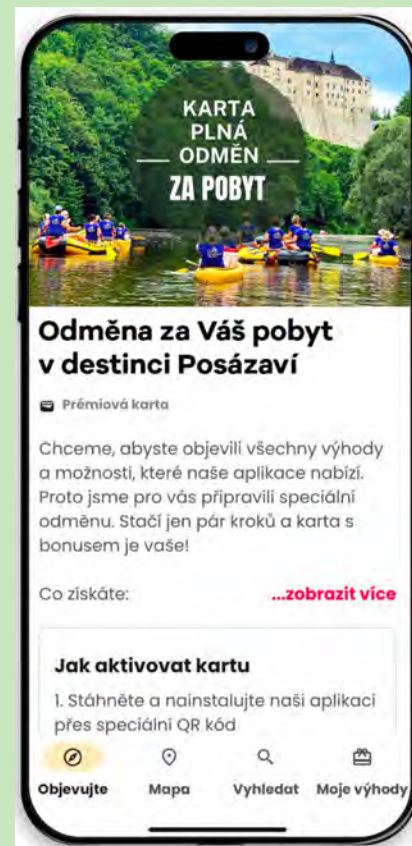 KARTA
PLNÁ
ODMĚN
ZA POBYT
Odměna za Váš pobyt
v destinci Posázaví
Prémiová karta
Chceme, abyste objevili všechny výhody
a možnosti, které naše aplikace nabízí.
Proto jsme pro vás připravili speciální
odměnu. Stačí jen pár kroků a karta s
bonusem je vaše!
Co získáte: ...zobrazit více
Jak aktivovat kartu
1. Stáhněte a nainstalujte naši aplikaci
přes speciální QR kód
Objevujte Mapa Vyhledat Moje výhody